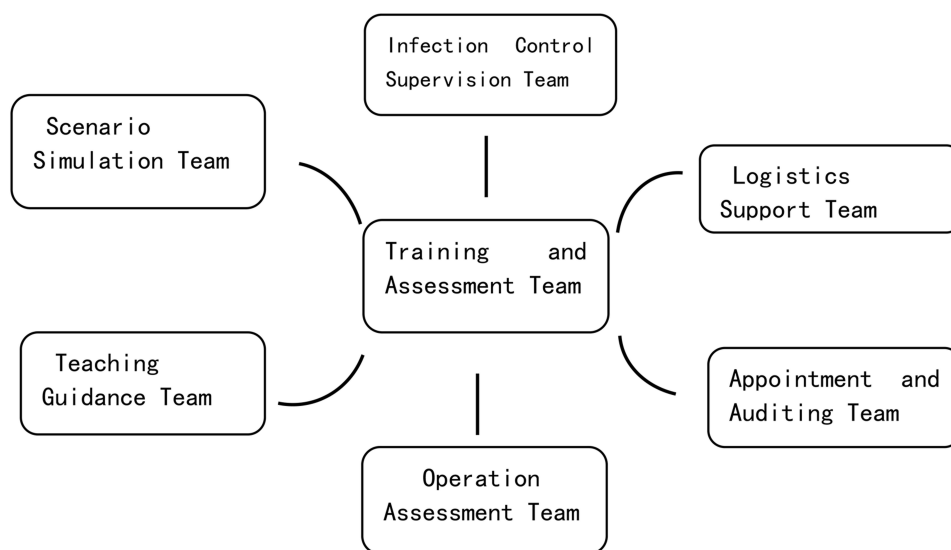 Infection Control
Supervision Team
Scenario
Simulation Team
Logistics
Support Team
Training and
Assessment Team
Teaching
Guidance Team
Appointment and
Auditing Team
Operation
Assessment Team